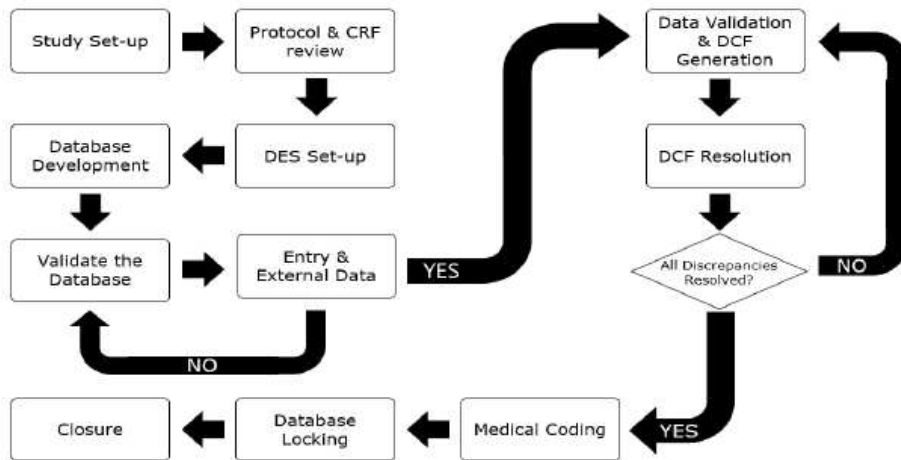 Study Set-up
Protocol & CRF
review
DES Set-up
Database
Development
Validate the
Database
Entry &
External Data
NO
YES
Data Validation
& DCF
Generation
DCF Resolution
All Discrepancies
Resolved?
NO
YES
Medical Coding
Database
Locking
Closure